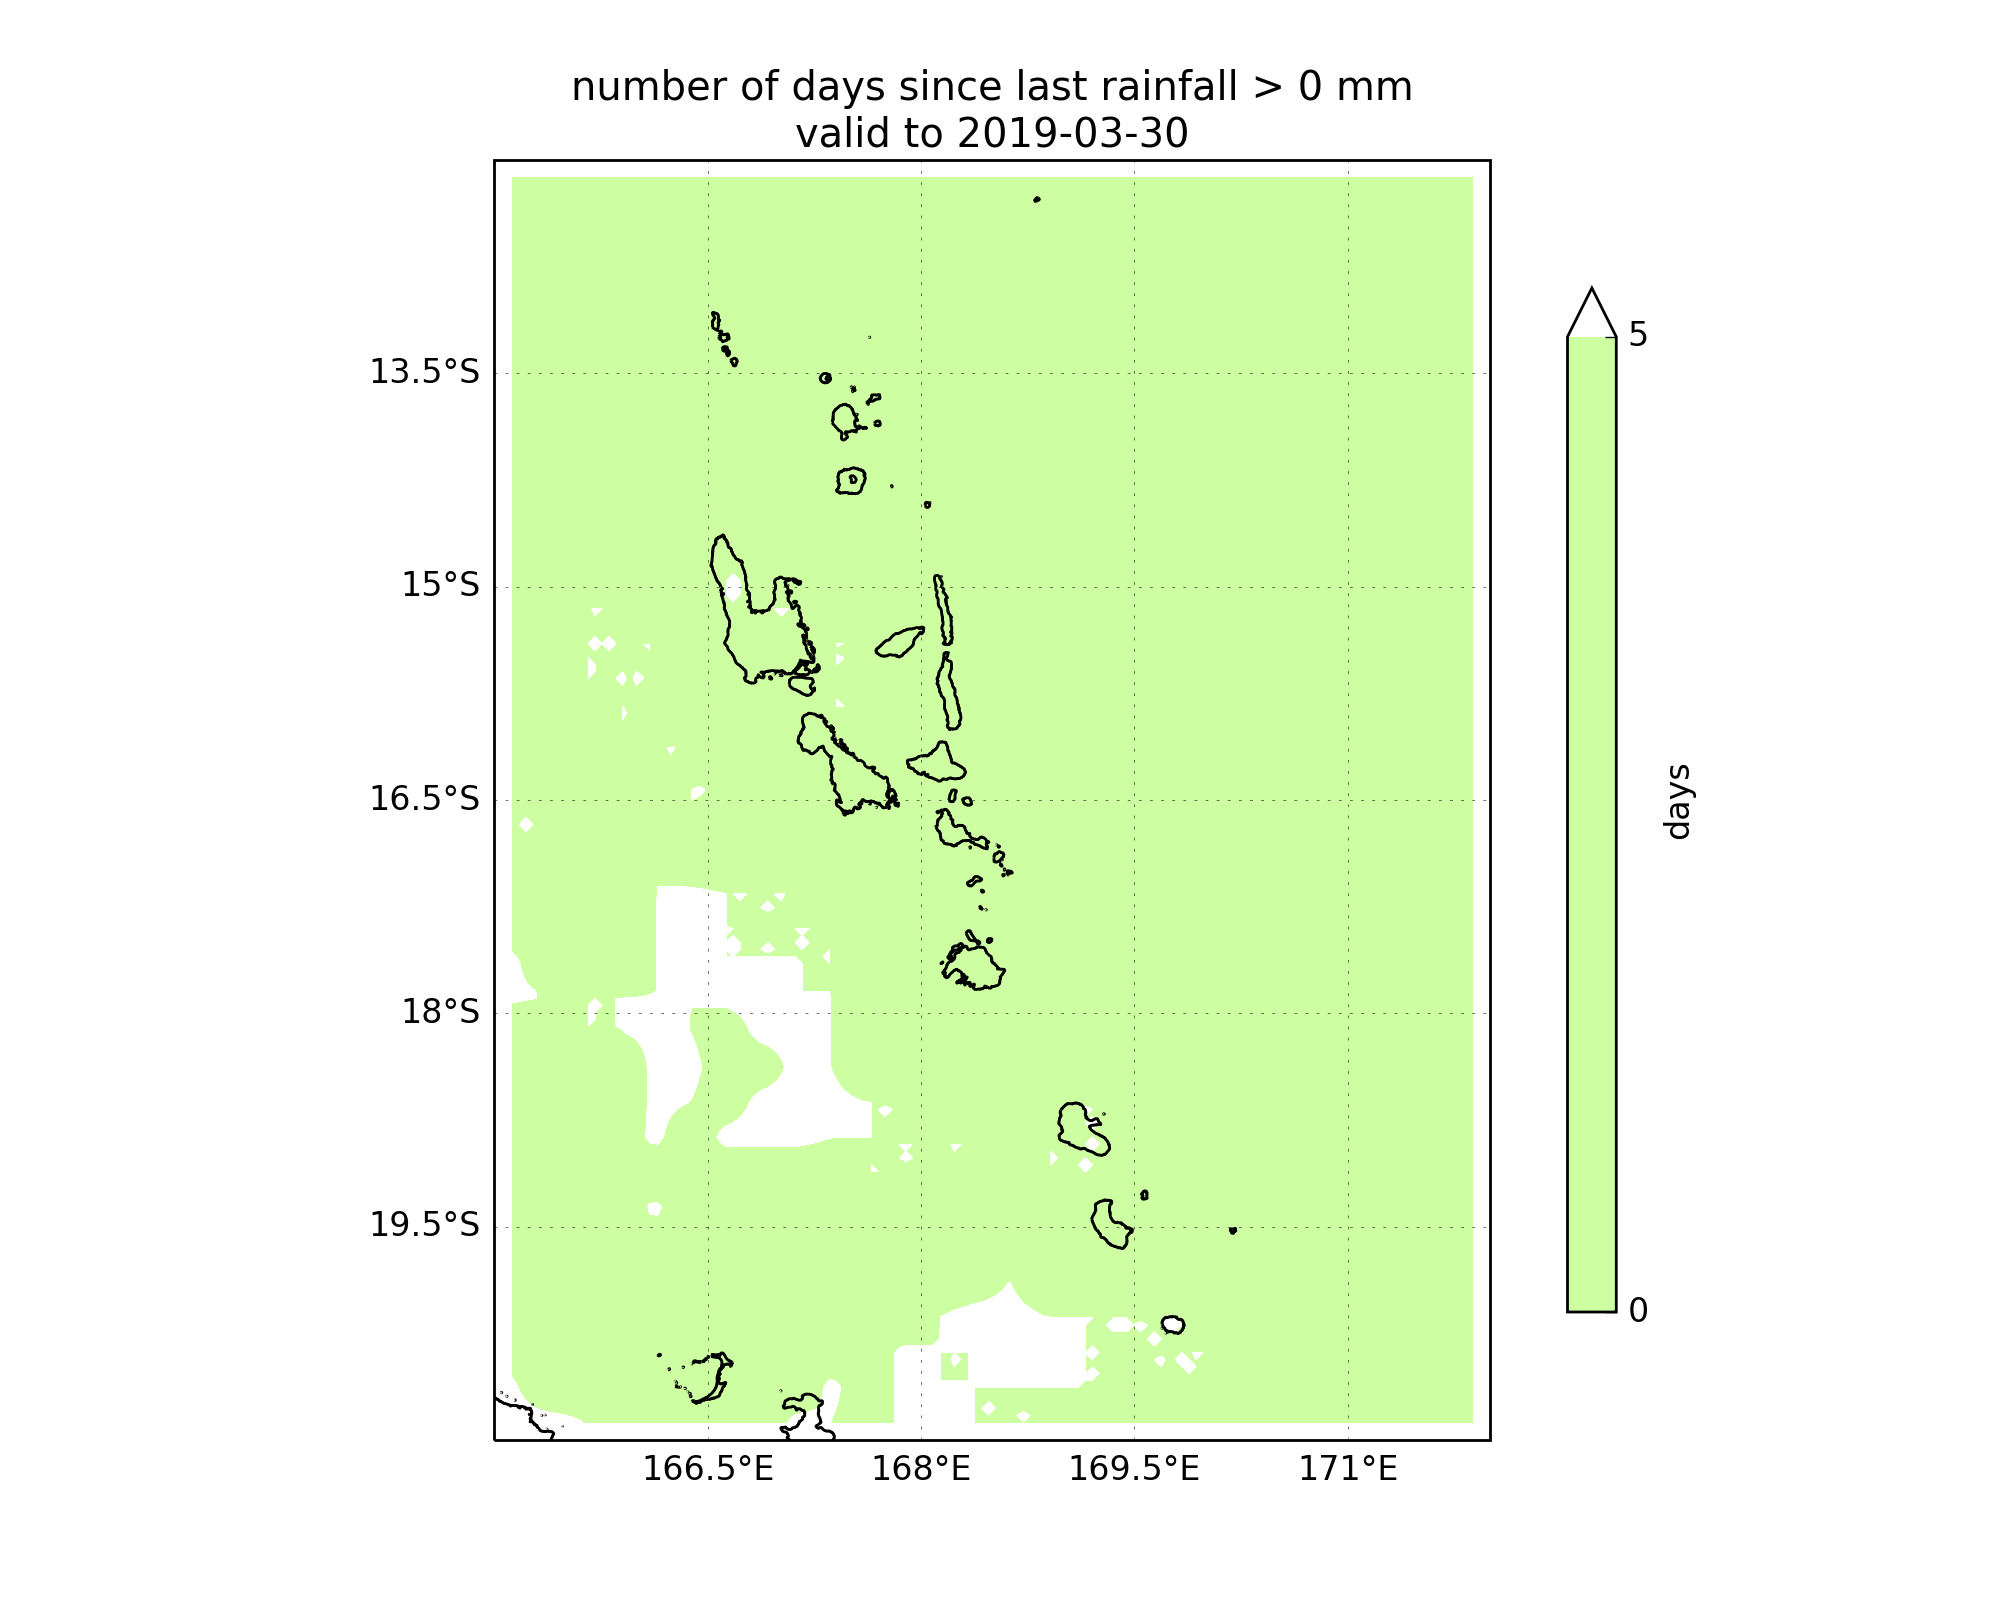 number of days since last rainfall > 0 mm
valid to 2019-03-30
13.5°S
15°S
16.5°S
18°S
19.5°S
166.5°E
168°E
169.5°E
171°E
5
0
days